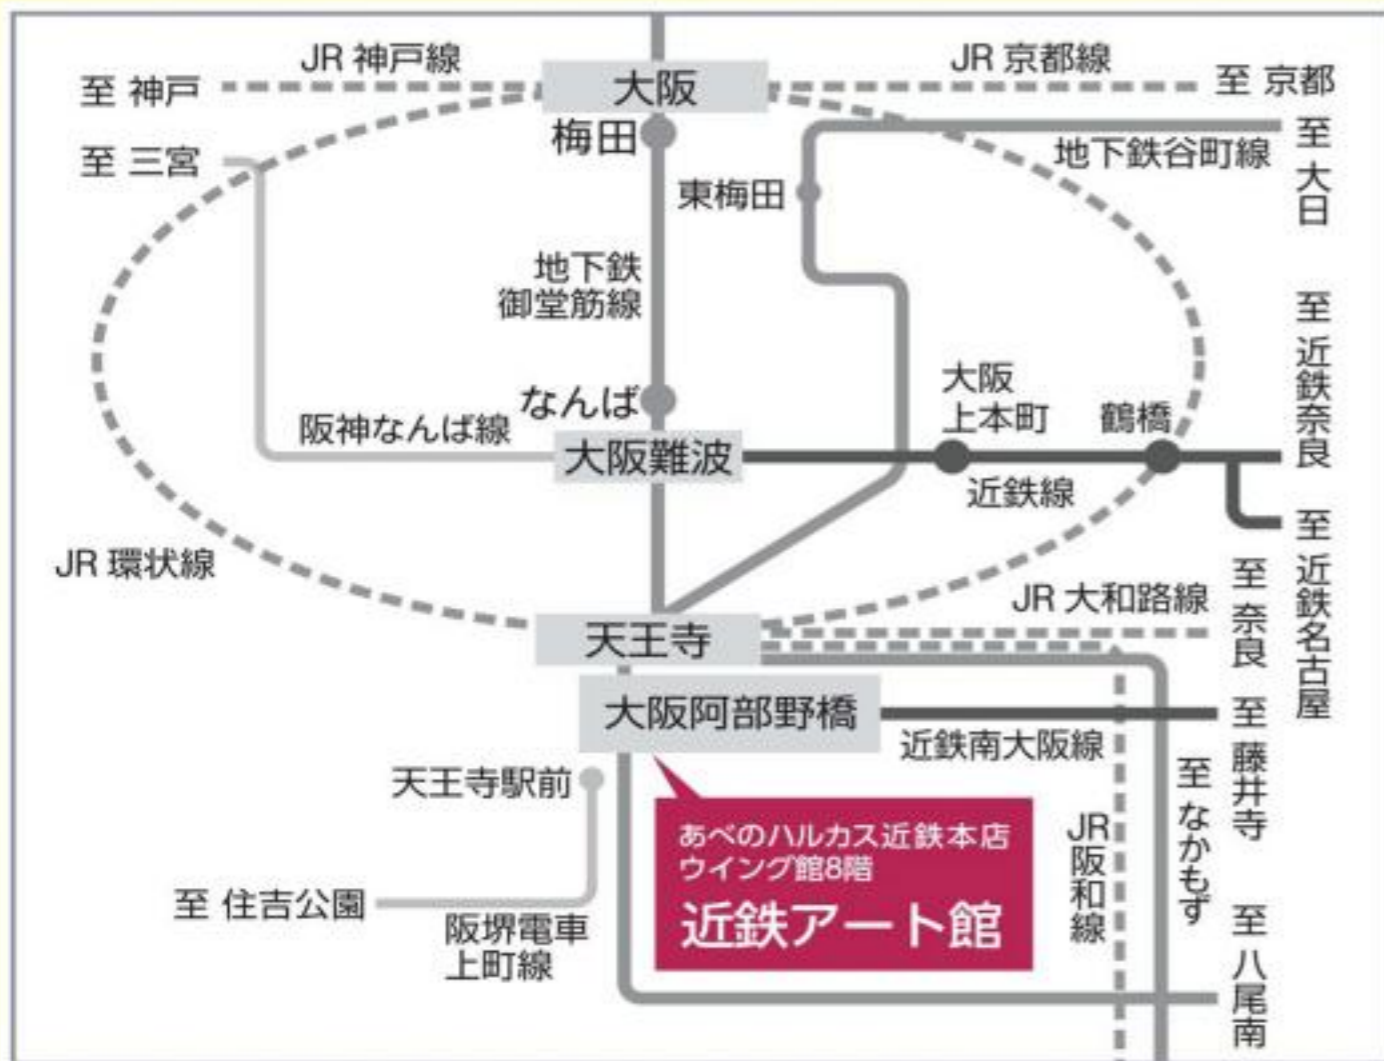 JR 神戸線
JR 京都線
至 神戸
大阪
至 京都
梅田
至 三宮
地下鉄谷町線
至 大日
東梅田
地下鉄
御堂筋線
至 近鉄奈良
なんば
大阪
上本町
鶴橋
阪神なんば線
大阪難波
近鉄線
至 近鉄名古屋
JR 環状線
JR 大和路線
至 奈良
天王寺
大阪阿部野橋
近鉄南大阪線
至 藤井寺
天王寺駅前
至 なかもず
あべのハルカス近鉄本店
ウイング館8階
近鉄アート館
JR阪和線
至 住吉公園
阪堺電車
上町線
至 八尾南